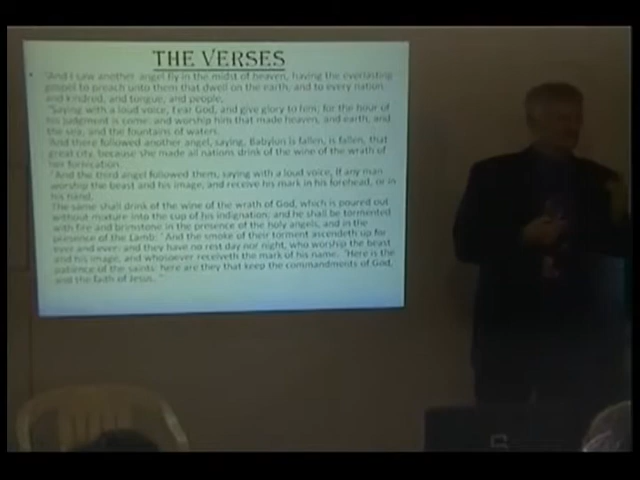 THE VERSES
"And I saw another angel fly in the midst of heaven, having the everlasting
gospel to preach unto them that dwell on the earth, and to every nation
and kindred, and tongue, and people,
"Saying with a loud voice, Fear God, and give glory to him; for the hour of
his judgment is come: and worship him that made heaven, and earth, and
the sea, and the fountains of waters.
"And there followed another angel, saying, Babylon is fallen, is fallen, that
great city, because she made all nations drink of the wine of the wrath of
her fornication.
"And the third angel followed them, saying with a loud voice, If any man
worship the beast and his image, and receive his mark in his forehead, or in
his hand,
The same shall drink of the wine of the wrath of God, which is poured out
without mixture into the cup of his indignation; and he shall be tormented
with fire and brimstone in the presence of the holy angels, and in the
presence of the Lamb: "And the smoke of their torment ascendeth up for
ever and ever: and they have no rest day nor night, who worship the beast
and his image, and whosoever receiveth the mark of his name. "Here is the
patience of the saints: here are they that keep the commandments of God,
and the faith of Jesus. "